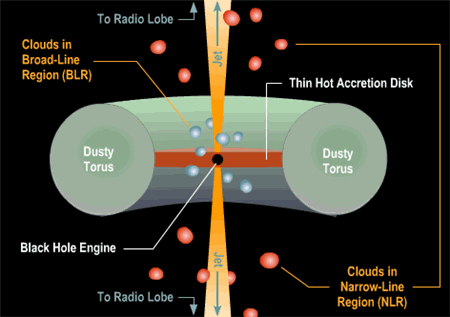 To Radio Lobe
Jet
Clouds in
Broad-Line
Region (BLR)
Thin Hot Accretion Disk
Dusty
Torus
Dusty
Torus
Black Hole Engine
Jet
Clouds in
Narrow-Line
Region (NLR)
To Radio Lobe